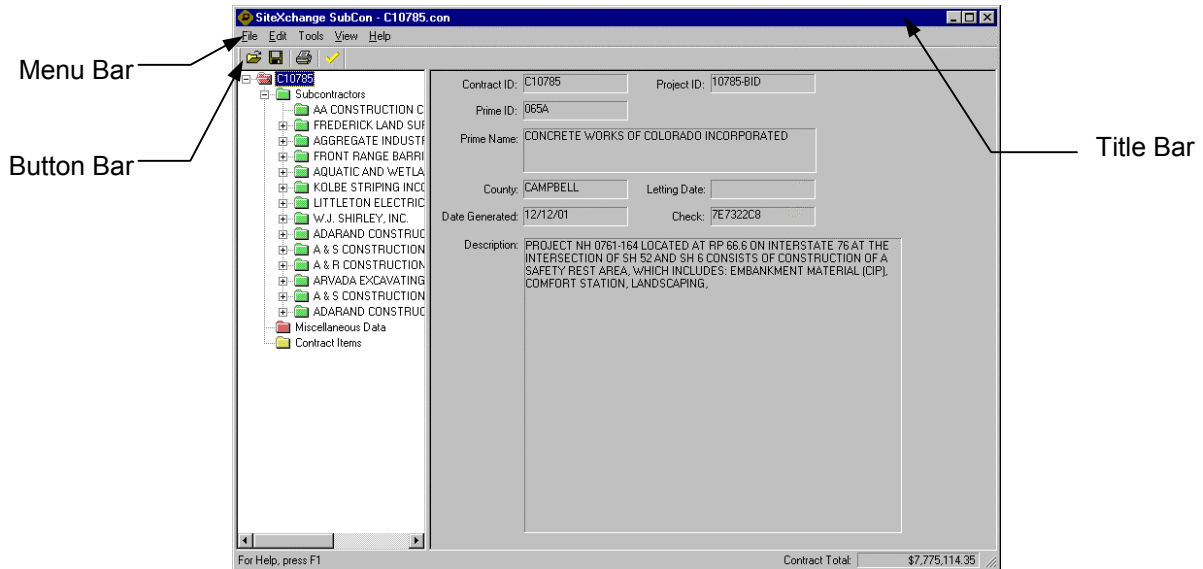 SiteXchange SubCon - C10785.con
File Edit Tools View Help
Menu Bar
Button Bar
Title Bar
C10785
Subcontractors
AA CONSTRUCTION C
FREDERICK LAND SUF
AGGREGATE INDUSTF
FRONT RANGE BARRI
AQUATIC AND WETLA
KOLBE STRIPING INCO
LITTLETON ELECTRIC
W.J. SHIRLEY, INC.
ADARAND CONSTRUC
A & S CONSTRUCTION
A & R CONSTRUCTION
ARVADA EXCAVATING
A & S CONSTRUCTION
ADARAND CONSTRUC
Miscellaneous Data
Contract Items
Contract ID: C10785 Project ID: 10785-BID
Prime ID: 065A
Prime Name: CONCRETE WORKS OF COLORADO INCORPORATED
County: CAMPBELL Letting Date:
Date Generated: 12/12/01 Check: 7E7322C8
Description: PROJECT NH 0761-164 LOCATED AT RP 66.6 ON INTERSTATE 76 AT THE
INTERSECTION OF SH 52 AND SH 6 CONSISTS OF CONSTRUCTION OF A
SAFETY REST AREA, WHICH INCLUDES: EMBANKMENT MATERIAL (CIP),
COMFORT STATION, LANDSCAPING,
For Help, press F1
Contract Total: $7,775,114.35